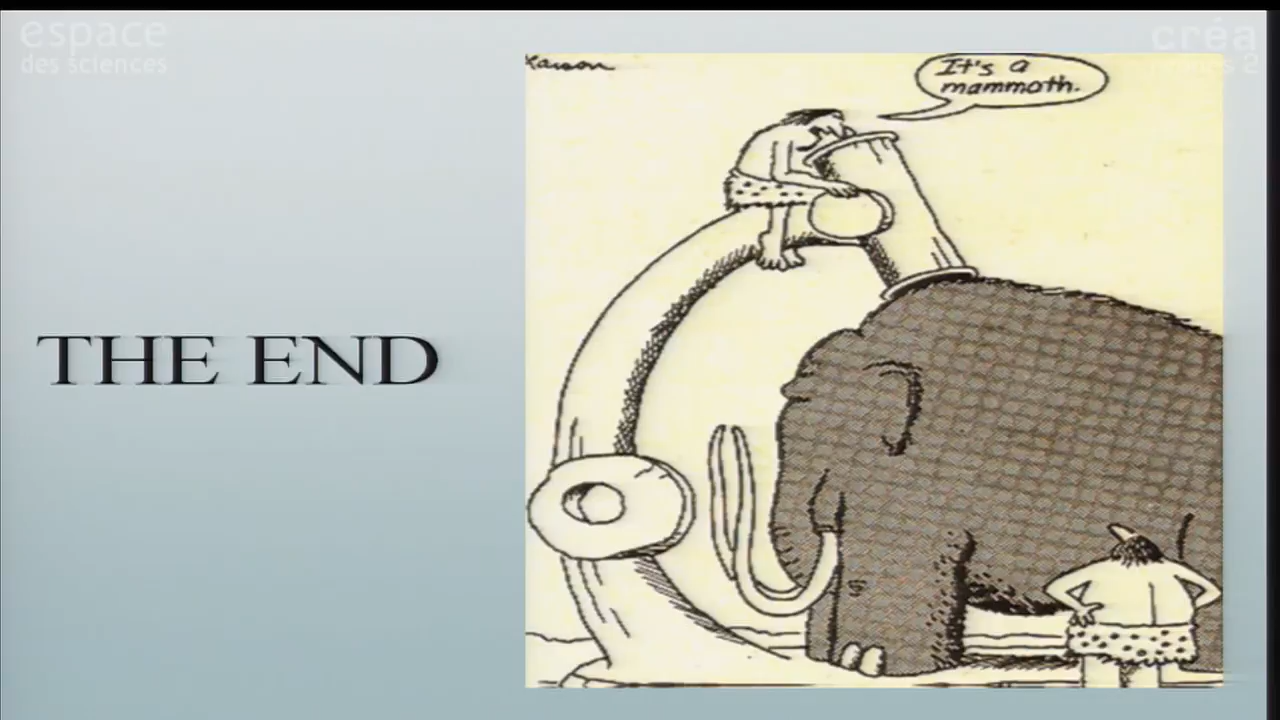 espace
des sciences
créa
Larson
It's a
mammoth.
THE END